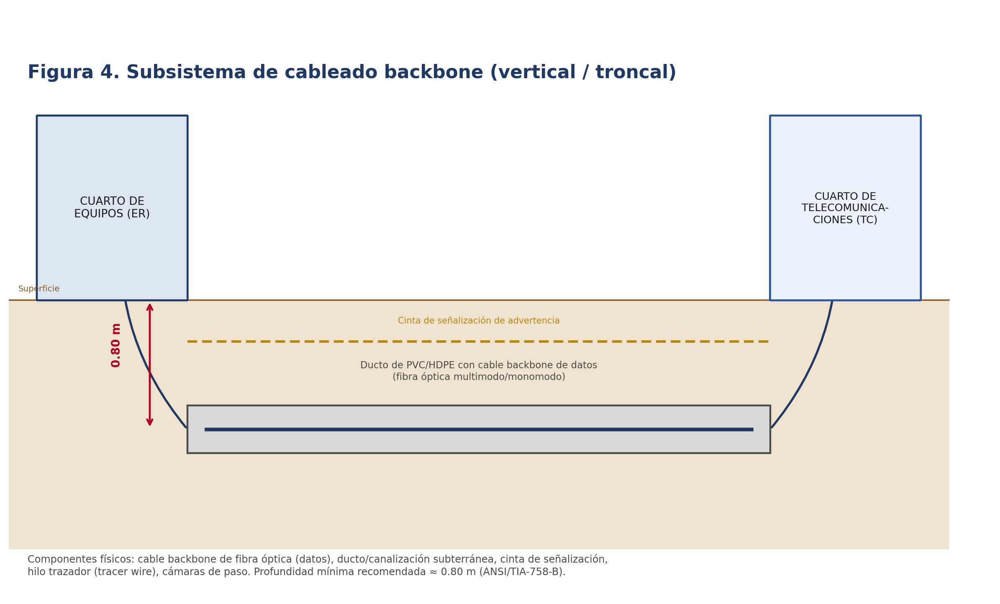 Figura 4. Subsistema de cableado backbone (vertical / troncal)
CUARTO DE
EQUIPOS (ER)
CUARTO DE
TELECOMUNICA-
CIONES (TC)
Superficie
0.80 m
Cinta de señalización de advertencia
Ducto de PVC/HDPE con cable backbone de datos
(fibra óptica multimodo/monomodo)
Componentes físicos: cable backbone de fibra óptica (datos), ducto/canalización subterránea, cinta de señalización,
hilo trazador (tracer wire), cámaras de paso. Profundidad mínima recomendada ≈ 0.80 m (ANSI/TIA-758-B).